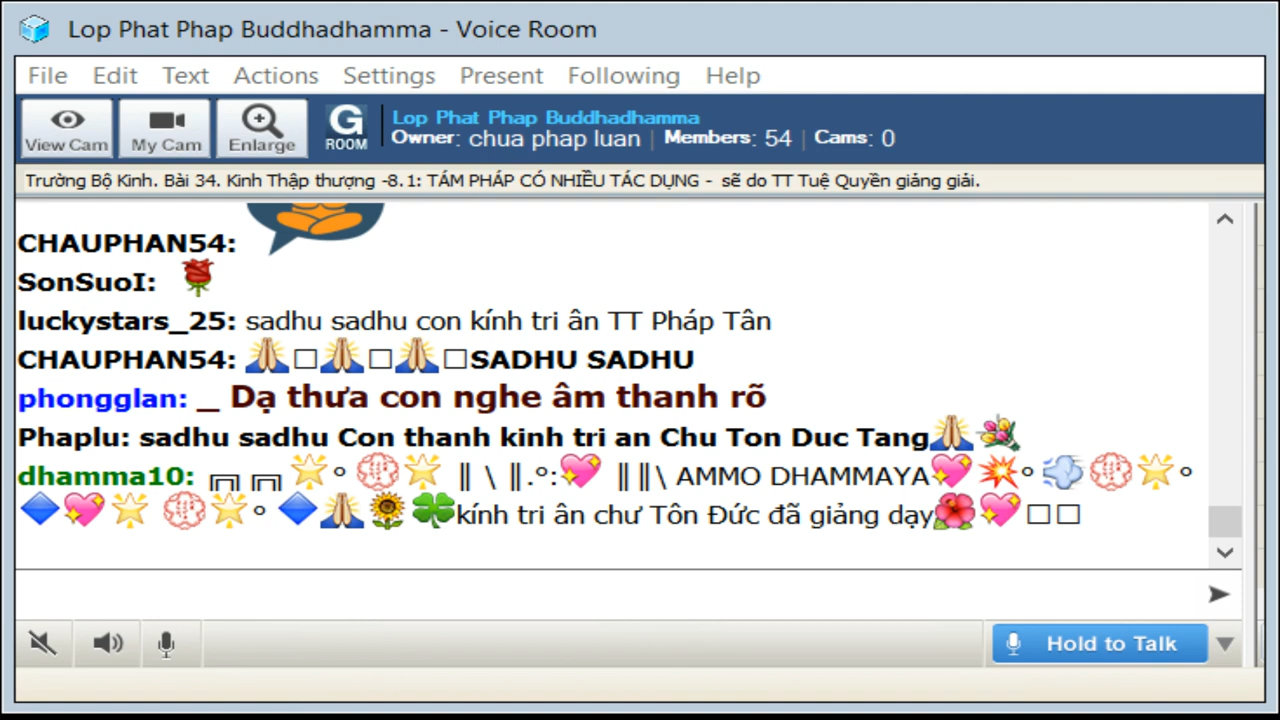 Lop Phat Phap Buddhadhamma - Voice Room
File Edit Text Actions Settings Present Following Help
View Cam My Cam Enlarge G ROOM Lop Phat Phap Buddhadhamma
Owner: chua phap luan | Members: 54 | Cams: 0
Trường Bộ Kinh. Bài 34. Kinh Thập thượng -8.1: TÁM PHÁP CÓ NHIỀU TÁC DỤNG - sẽ do TT Tuệ Quyền giảng giải.
CHAUPHAN54:
SonSuoI: 🌹
luckystars_25: sadhu sadhu con kính tri ân TT Pháp Tân
CHAUPHAN54: 🙏□🙏□🙏□SADHU SADHU
phongglan: _ Dạ thưa con nghe âm thanh rõ
Phaplu: sadhu sadhu Con thanh kinh tri an Chu Ton Duc Tang🙏💐
dhamma10: ╔╗╔╗🌟° 💮🌟 ║ \ ║.°:💖 ║║\ AMMO DHAMMAYA💖💥° 💨💮🌟°
🔷💖🌟 💮🌟° 🔷🙏🌻🍀kính tri ân chư Tôn Đức đã giảng dạy🌺💖□□
Hold to Talk